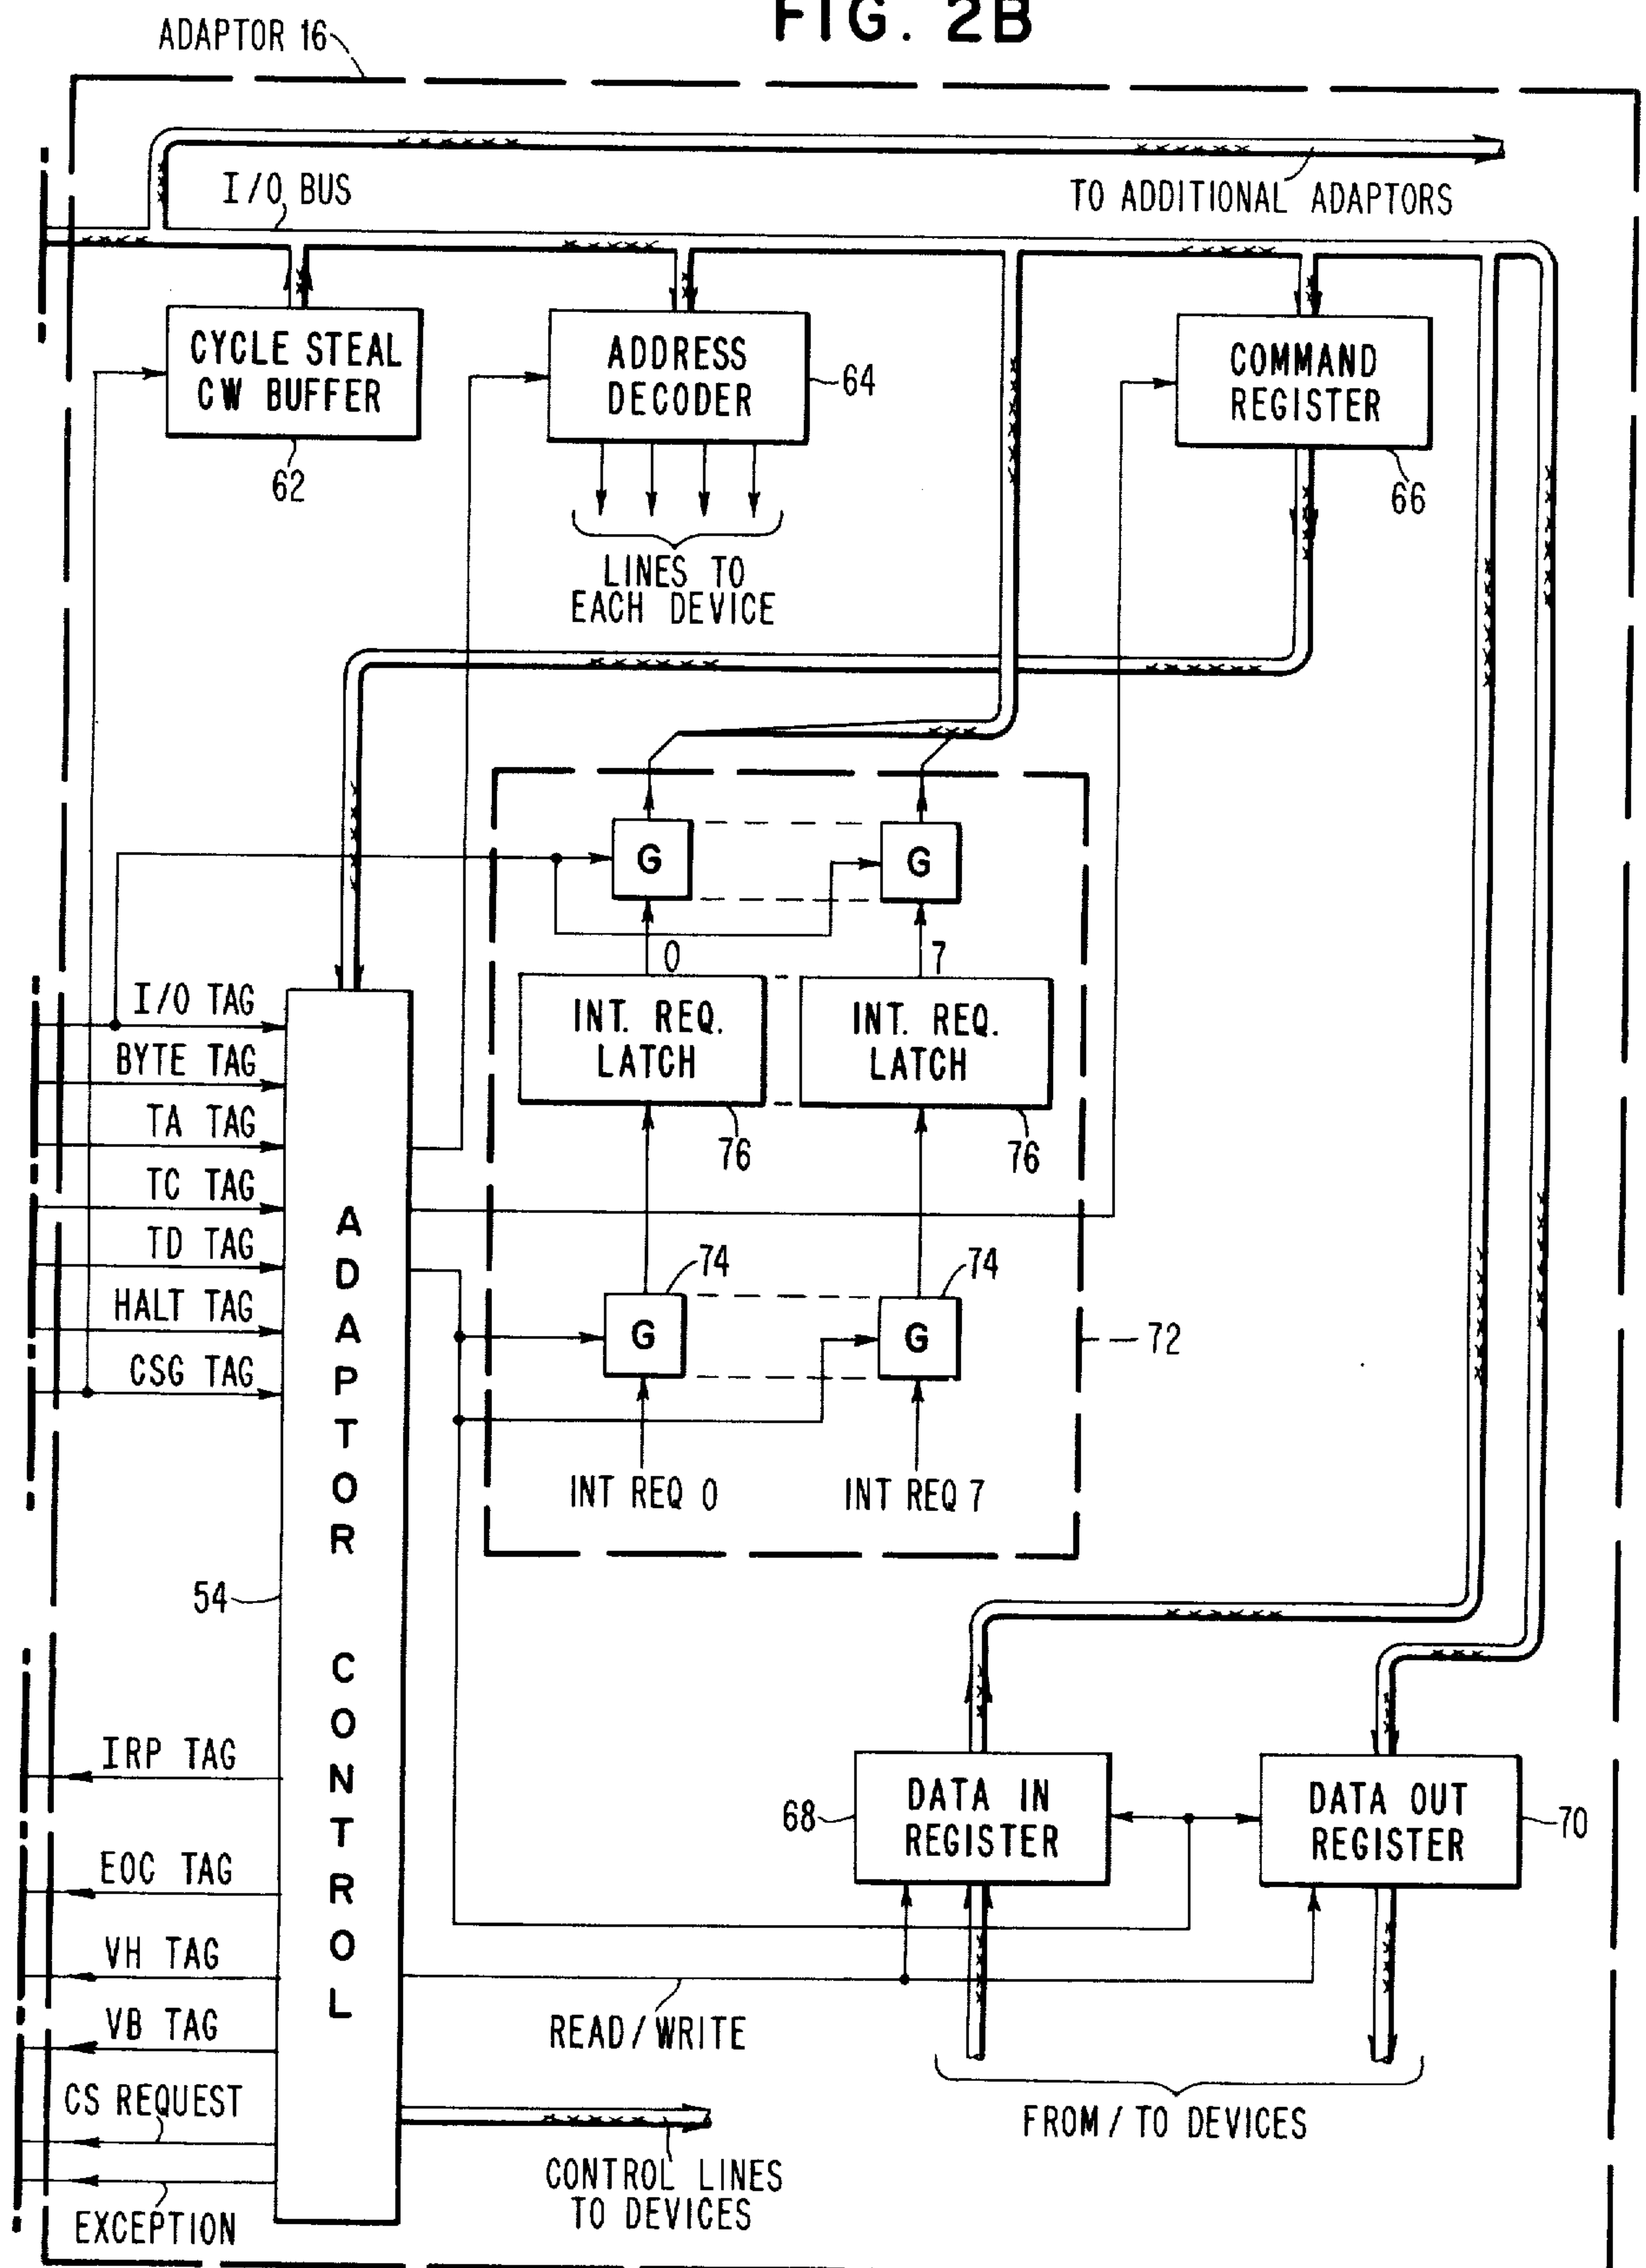 FIG. 2B
ADAPTOR 16
I/O BUS
TO ADDITIONAL ADAPTORS
CYCLE STEAL
CW BUFFER
62
ADDRESS
DECODER
64
COMMAND
REGISTER
66
LINES TO
EACH DEVICE
G
G
0
7
INT. REQ.
LATCH
76
INT. REQ.
LATCH
76
I/O TAG
BYTE TAG
TA TAG
TC TAG
TD TAG
HALT TAG
CSG TAG
ADAPTOR CONTROL
54
74
G
74
G
72
INT REQ 0
INT REQ 7
IRP TAG
EOC TAG
VH TAG
VB TAG
CS REQUEST
EXCEPTION
68
DATA IN
REGISTER
DATA OUT
REGISTER
70
READ/WRITE
FROM/TO DEVICES
CONTROL LINES
TO DEVICES